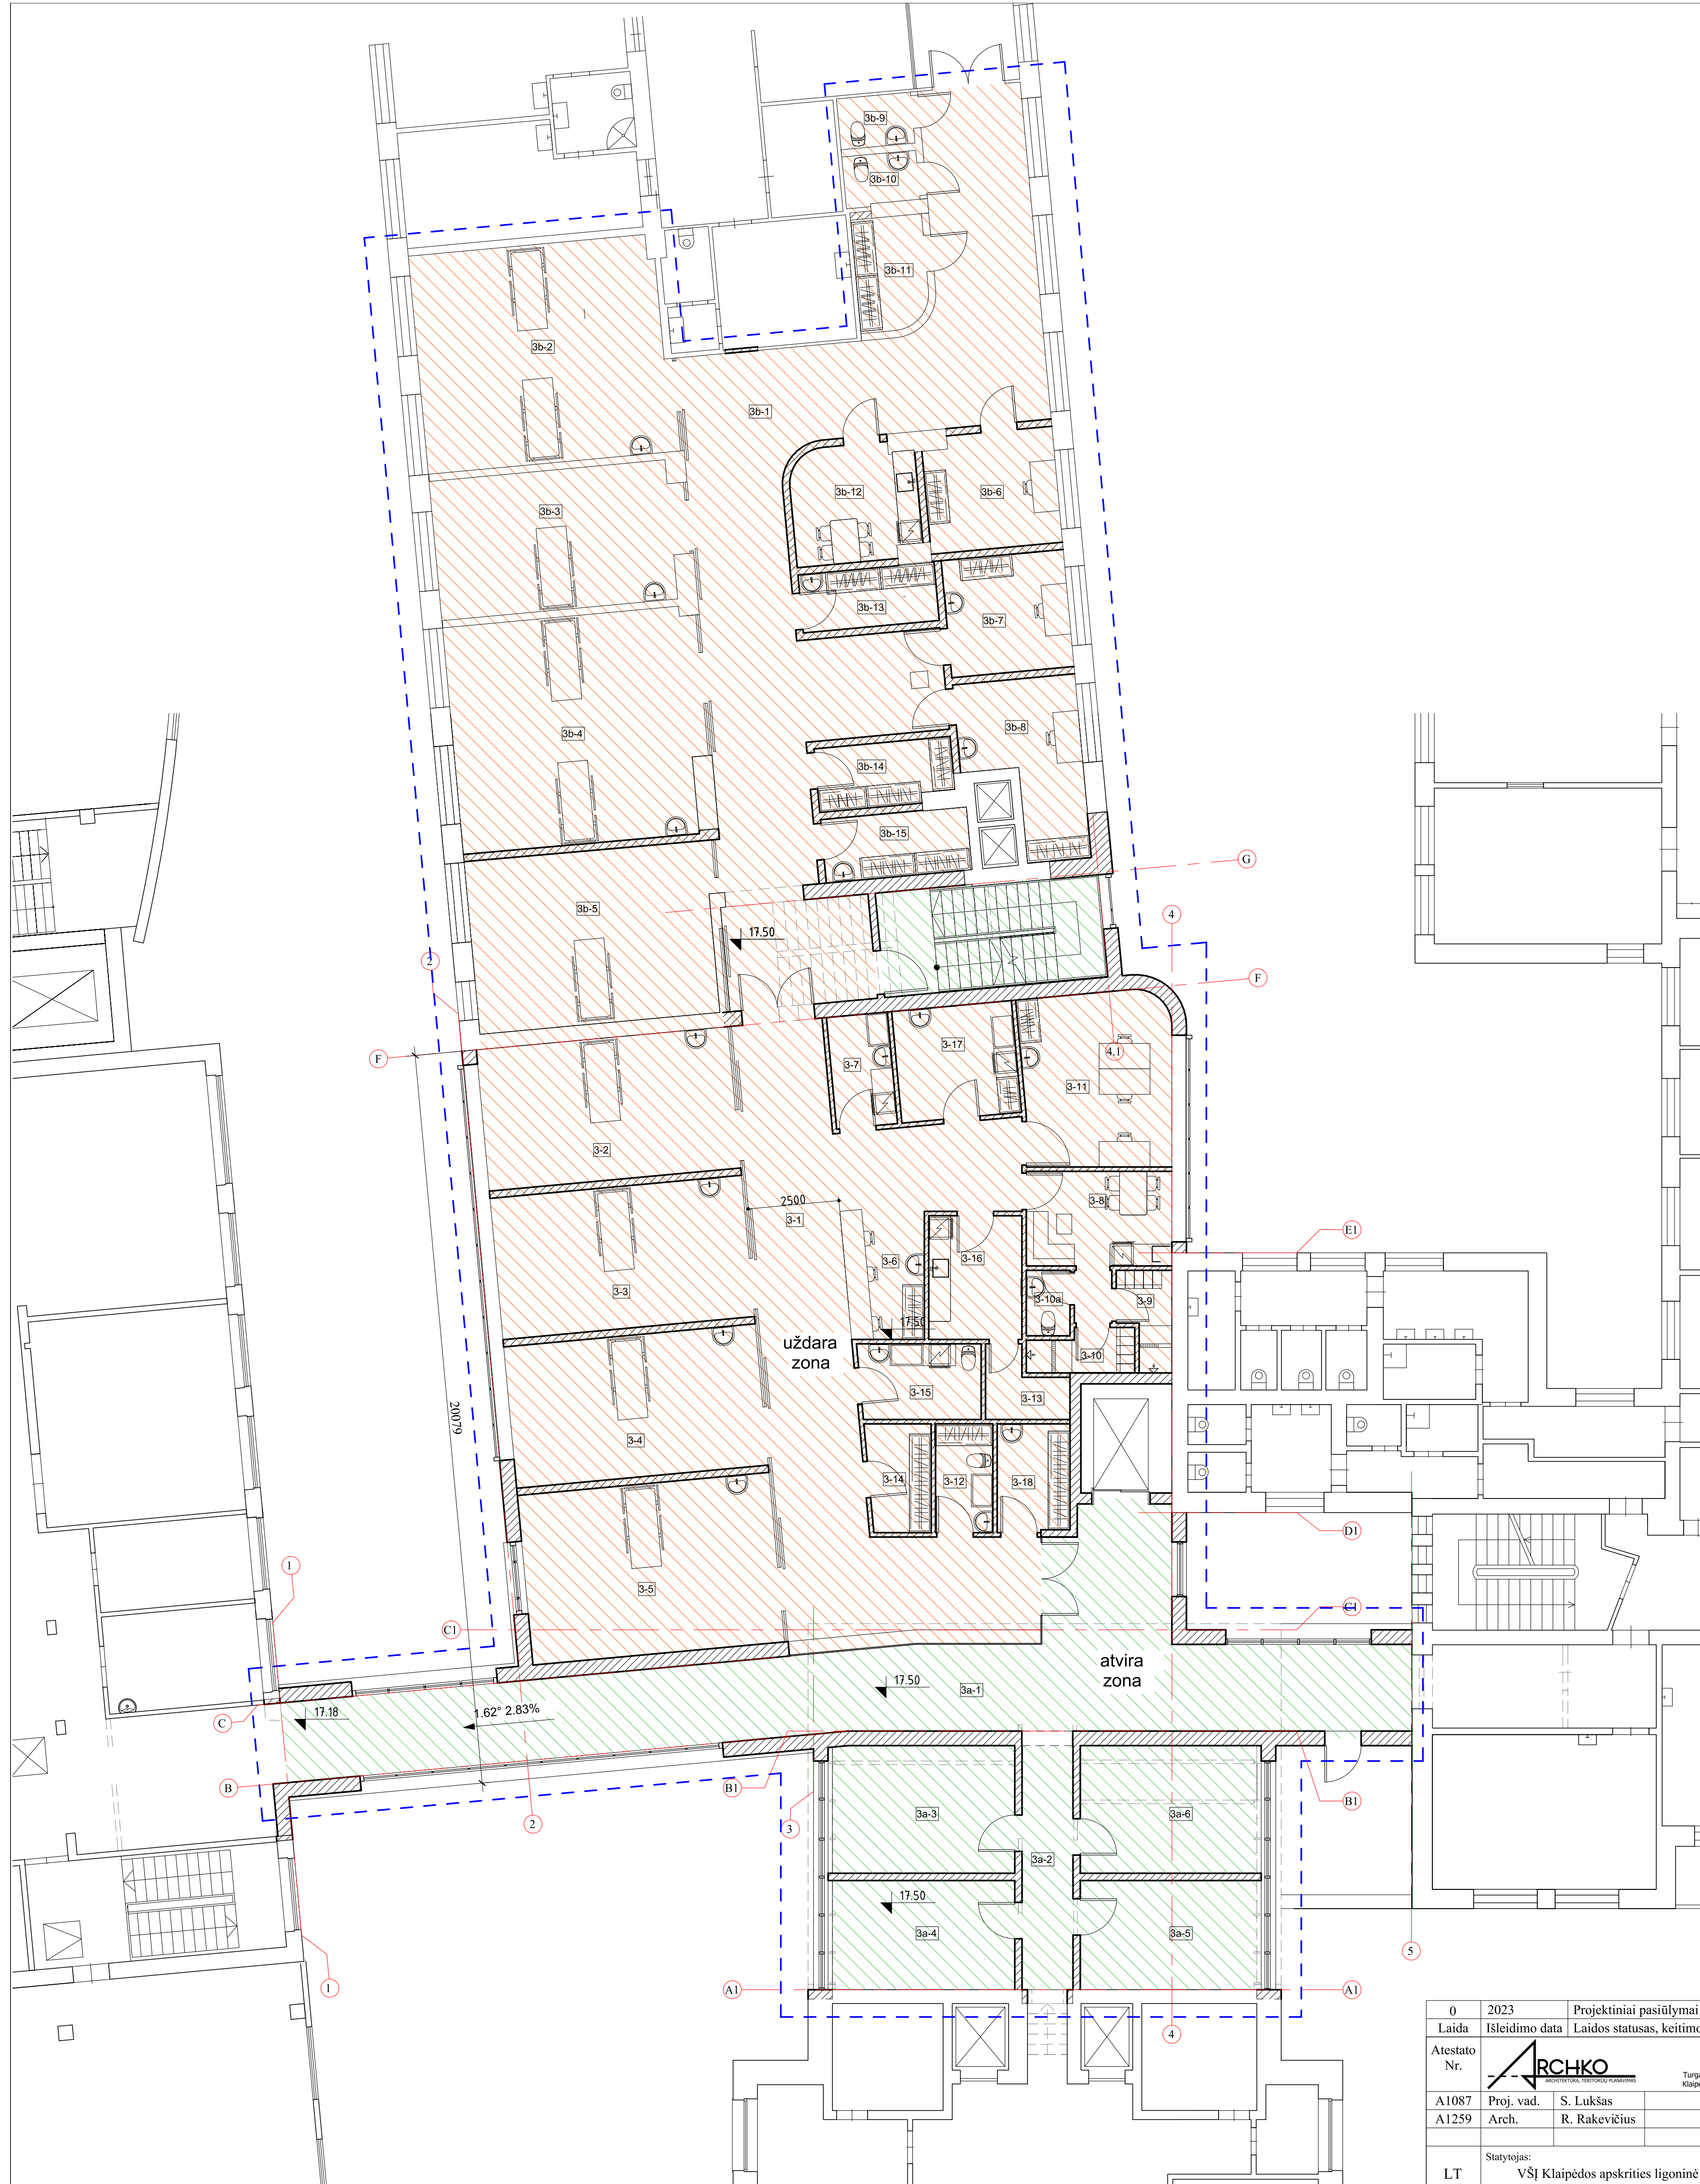 3b-9
3b-10
3b-11
3b-2
3b-1
3b-12
3b-6
3b-3
3b-13
3b-7
3b-8
3b-4
3b-14
3b-15
G
3b-5
4
17.50
2
F
F
4,1
3-17
3-7
3-11
3-2
3-8
2500
3-1
E1
3-6
3-16
3-3
3-10a
3-9
17.50
uždara
zona
3-10
3-15
3-13
20079
3-4
3-14
3-12
3-18
D1
1
3-5
C1
C1
atvira
zona
17.50
3a-1
17.18
1.62° 2.83%
C
B
B1
B1
3a-3
3a-6
2
3
3a-2
17.50
3a-4
3a-5
5
1
A1
A1
4
0 2023 Projektiniai pasiūlymai
Laida Išleidimo data Laidos statusas, keitimo
Atestato
Nr.
ARCHKO
ARCHITEKTŪRA, TERITORIJŲ PLANAVIMAS
Turga
Klaipė
A1087 Proj. vad. S. Lukšas
A1259 Arch. R. Rakevičius
Statytojas:
LT VŠĮ Klaipėdos apskrities ligoninė